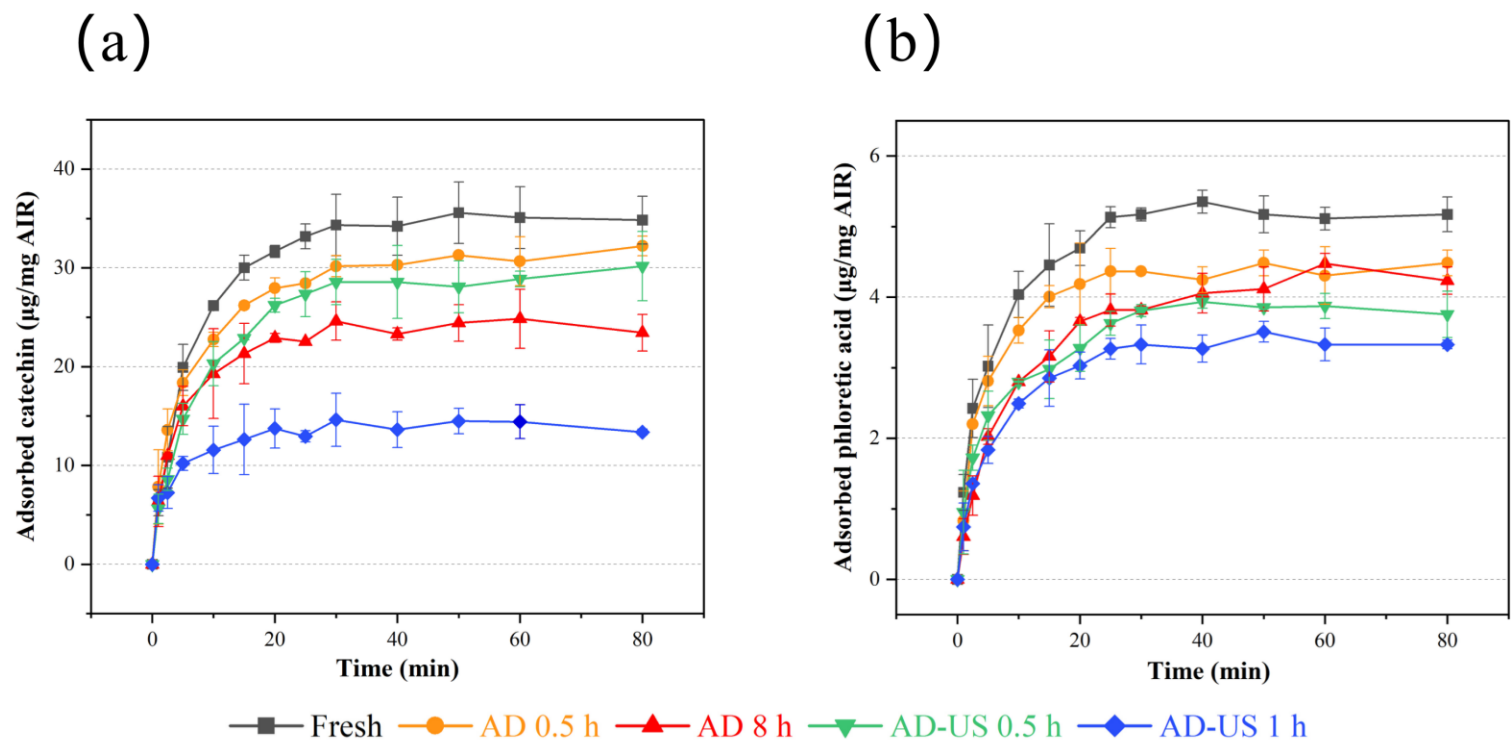 (a)
Adsorbed catechin (μg/mg AIR)
40
30
20
10
0
0 20 40 60 80
Time (min)
(b)
Adsorbed phloretic acid (μg/mg AIR)
6
4
2
0
0 20 40 60 80
Time (min)
Fresh AD 0.5 h AD 8 h AD-US 0.5 h AD-US 1 h